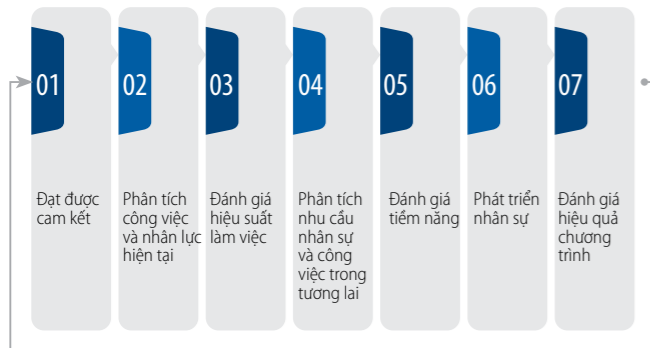 01
Đạt được
cam kết
02
Phân tích
công việc
và nhân lực
hiện tại
03
Đánh giá
hiệu suất
làm việc
04
Phân tích
nhu cầu
nhân sự
và công
việc trong
tương lai
05
Đánh giá
tiềm năng
06
Phát triển
nhân sự
07
Đánh giá
hiệu quả
chương
trình